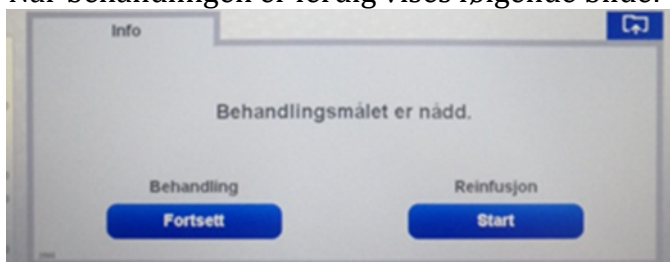 Når behandlingen er ferdig vises følgende bilde:
Info
Behandlingsmålet er nådd.
Behandling
Reinfusjon
Fortsett
Start